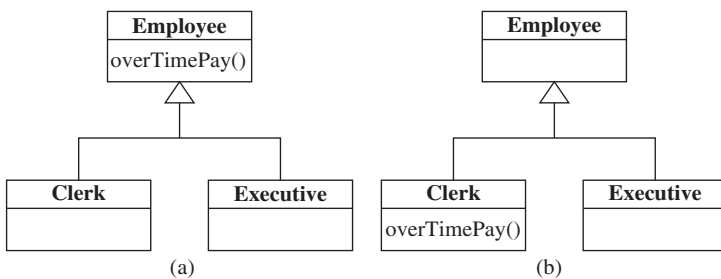 Employee
overTimePay()
Clerk
Executive
(a)
Employee
Clerk
overTimePay()
Executive
(b)